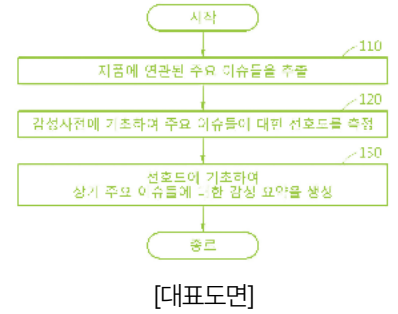 시작
110
제품에 연관된 주요 이슈들을 추출
120
감성사전에 기초하여 주요 이슈들에 대한 선호도를 측정
130
선호도에 기초하여
상기 주요 이슈들에 대한 감성 요약을 생성
종료
[대표도면]